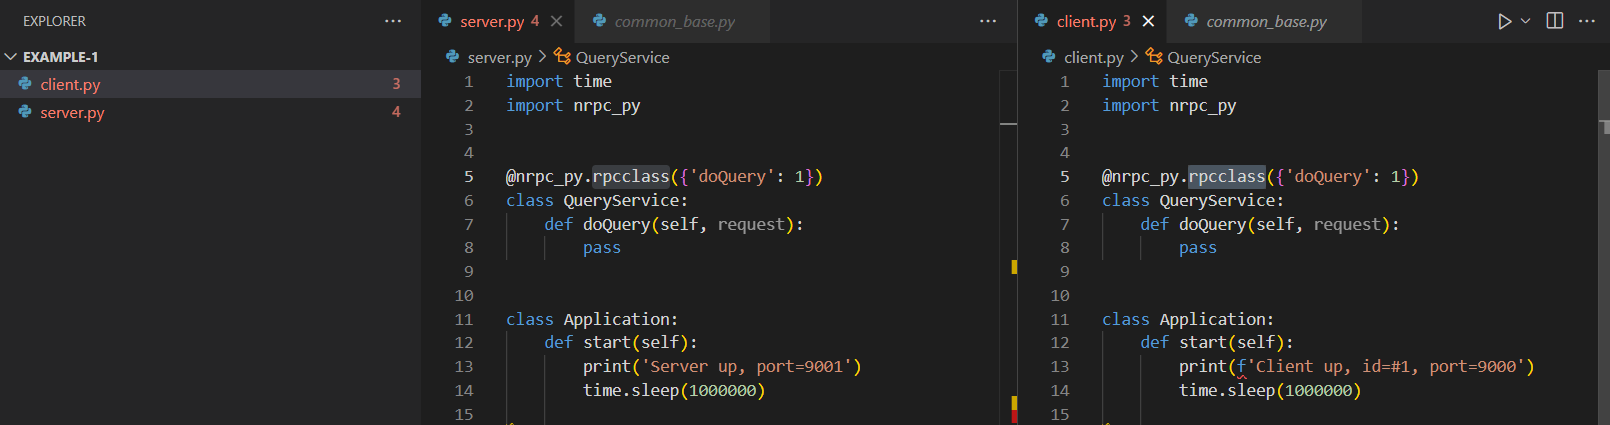 EXPLORER
EXAMPLE-1
client.py 3
server.py 4
server.py 4 common_base.py
server.py > QueryService
1 import time
2 import nrpc_py
3
4
5 @nrpc_py.rpcclass({'doQuery': 1})
6 class QueryService:
7 def doQuery(self, request):
8 pass
9
10
11 class Application:
12 def start(self):
13 print('Server up, port=9001')
14 time.sleep(1000000)
15
client.py 3 common_base.py
client.py > QueryService
1 import time
2 import nrpc_py
3
4
5 @nrpc_py.rpcclass({'doQuery': 1})
6 class QueryService:
7 def doQuery(self, request):
8 pass
9
10
11 class Application:
12 def start(self):
13 print(f'Client up, id=#1, port=9000')
14 time.sleep(1000000)
15